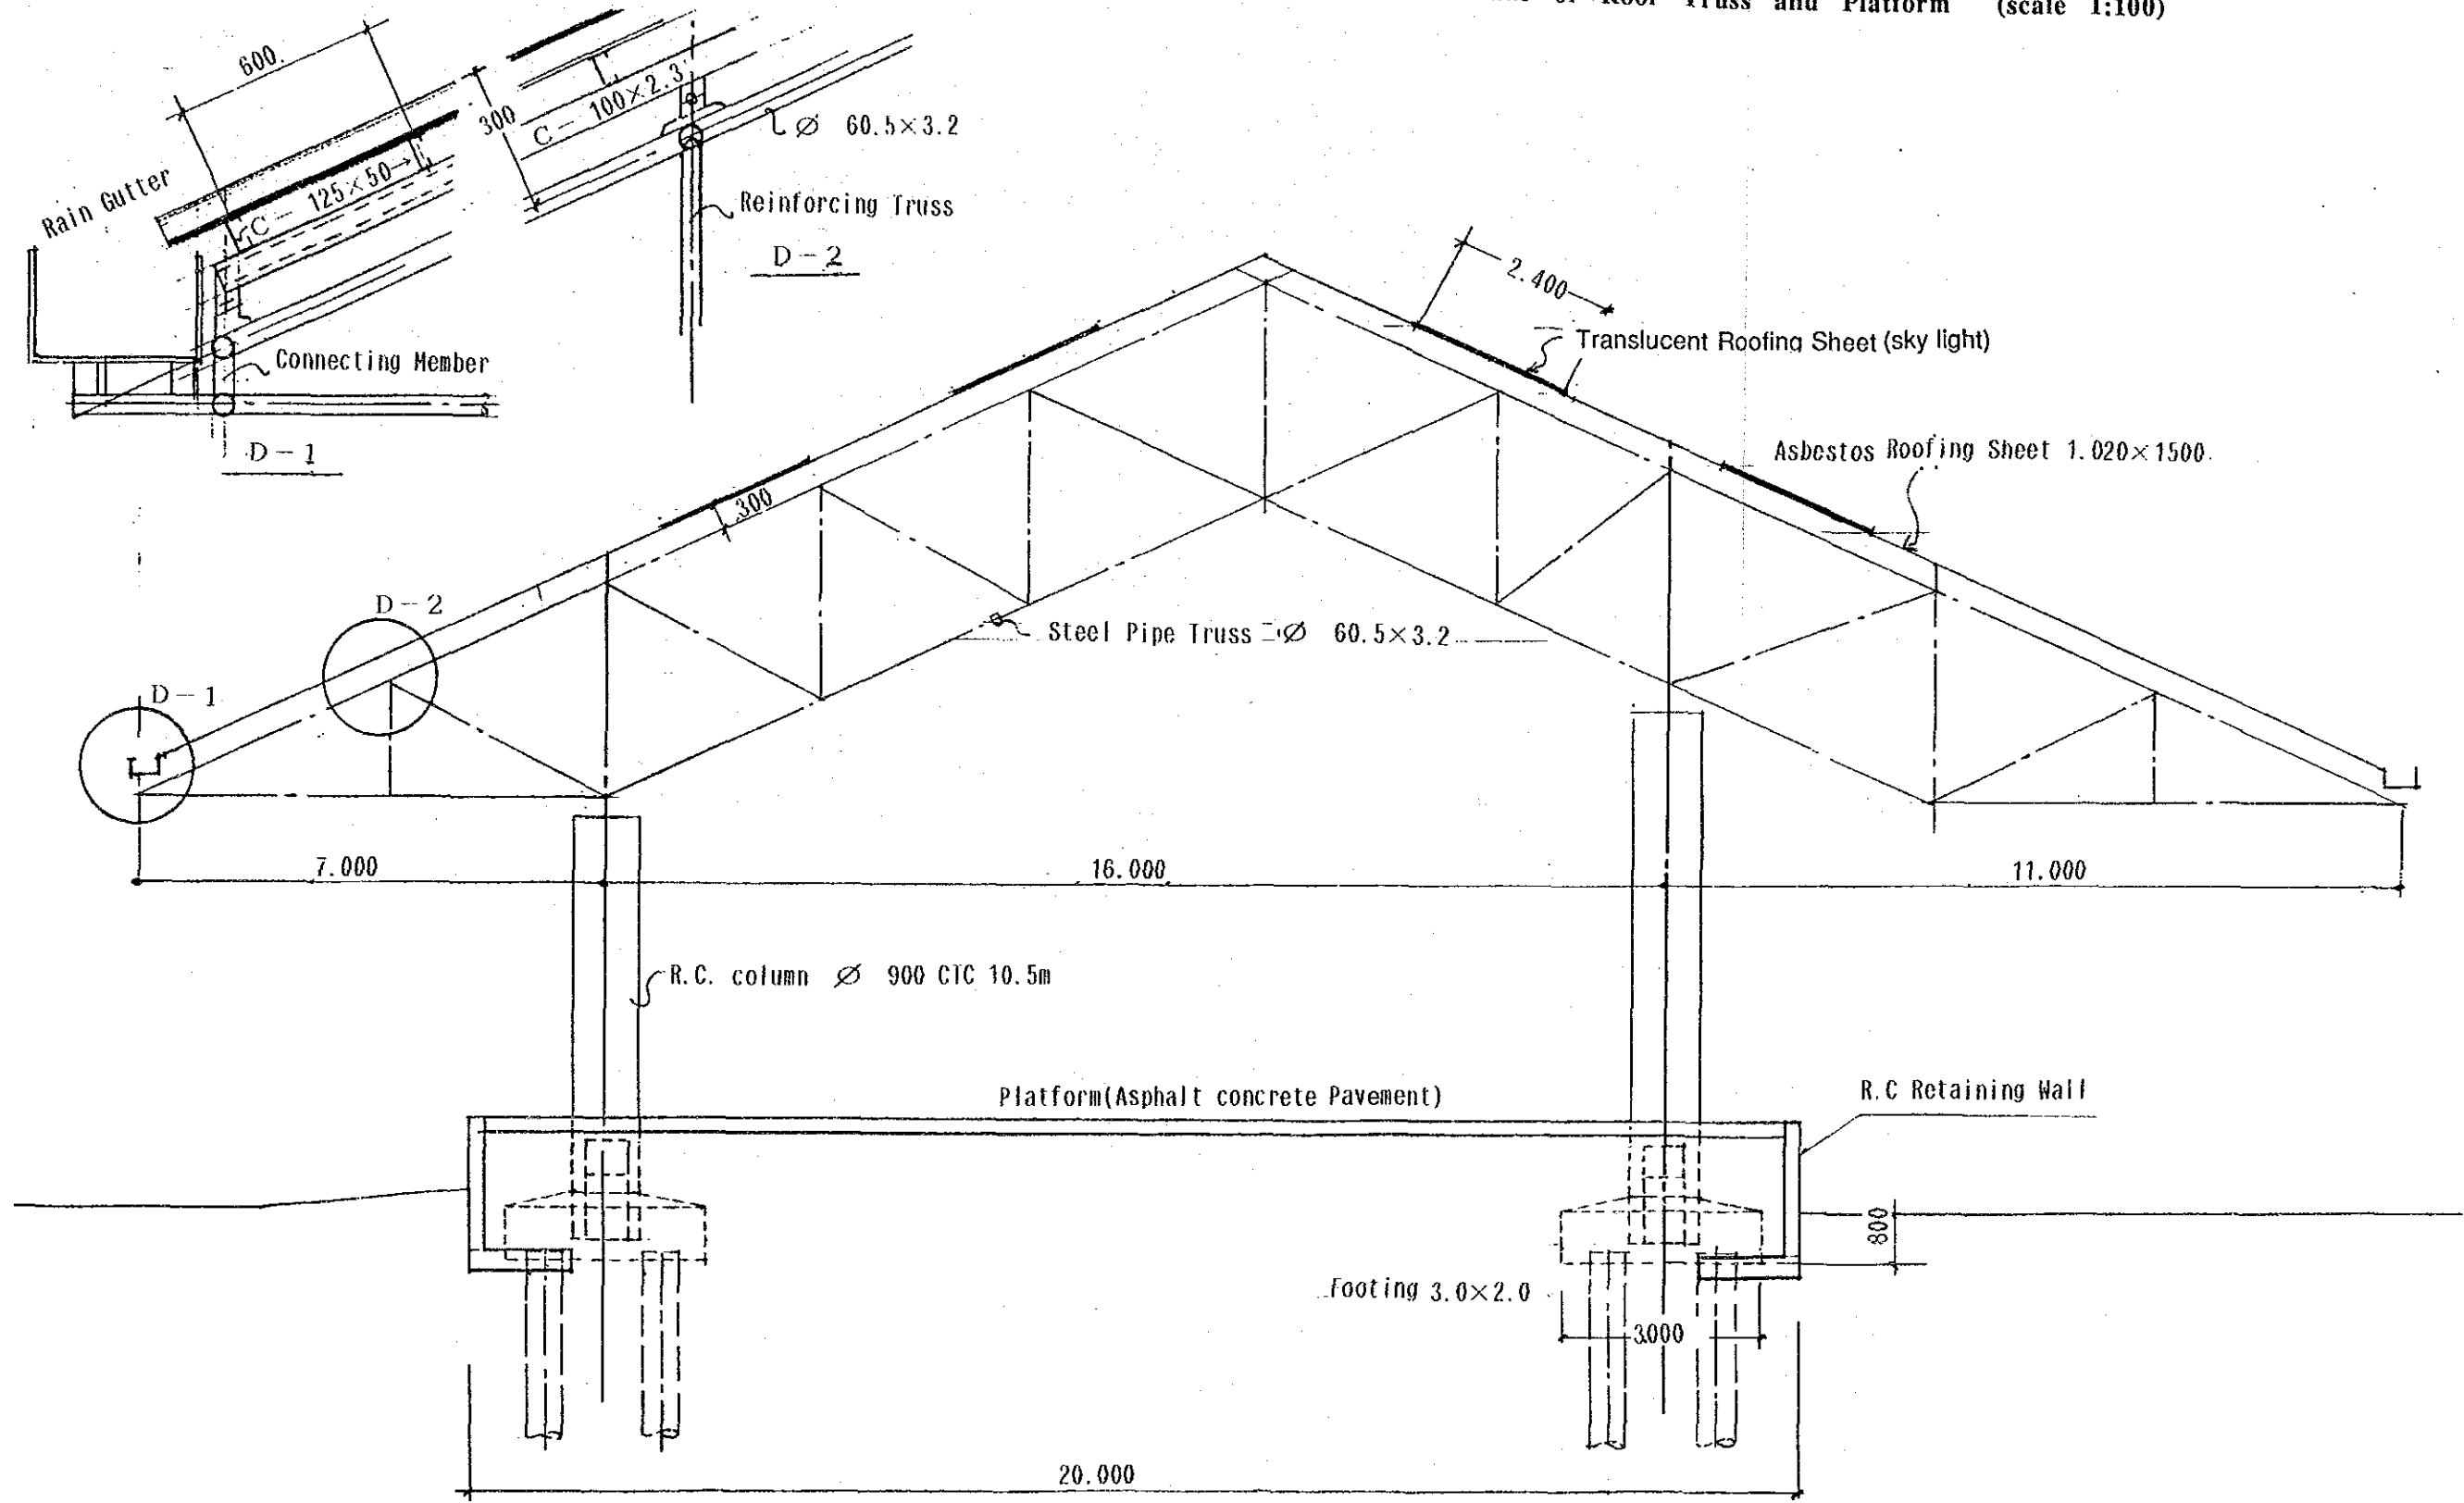 Roof Truss and Platform (scale 1:100)
600
300
C - 100×2.3
Ø 60.5×3.2
Rain Gutter
C - 125×50
Reinforcing Truss
D-2
Connecting Member
D-1
2.400
Translucent Roofing Sheet (sky light)
Asbestos Roofing Sheet 1.020×1500
300
D-2
Steel Pipe Truss Ø 60.5×3.2
D-1
7.000
16.000
11.000
R.C. column Ø 900 CTC 10.5m
Platform(Asphalt concrete Pavement)
R.C Retaining Wall
800
Footing 3.0×2.0
3000
20.000